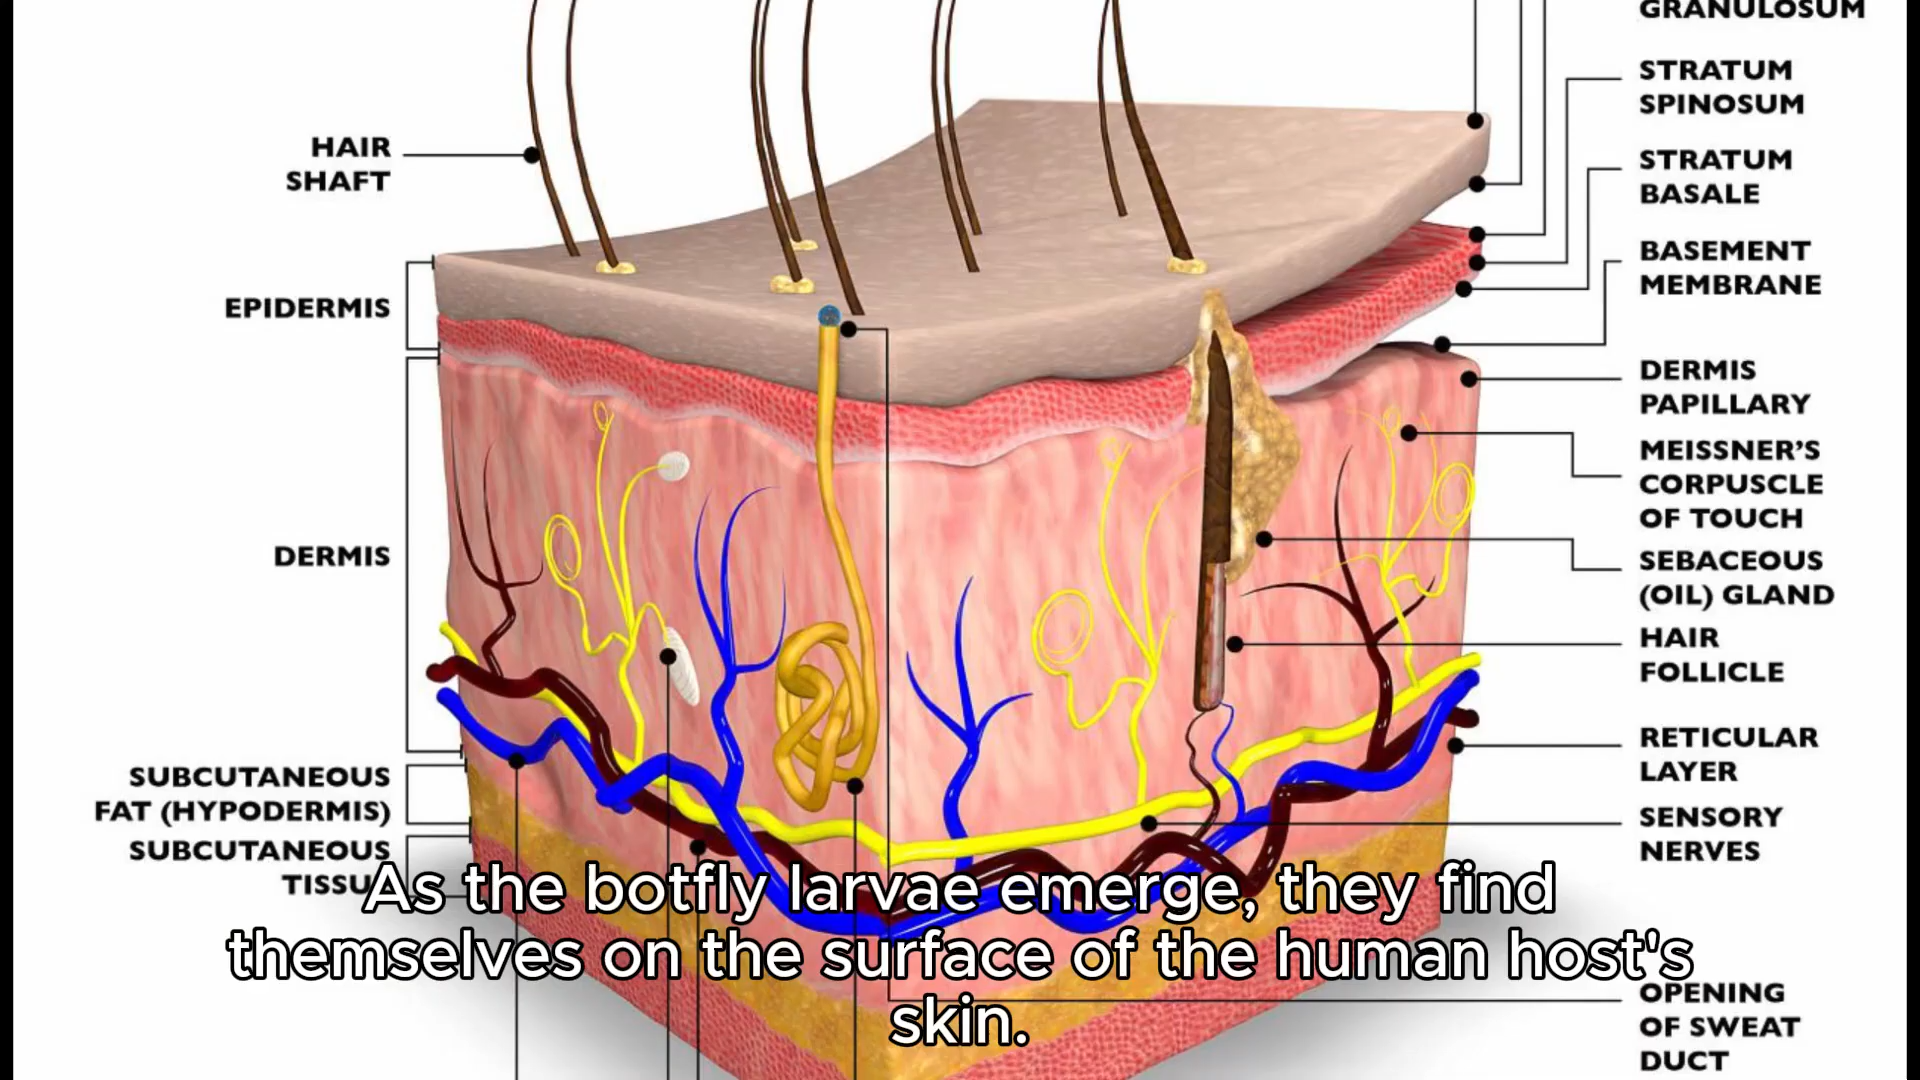 GRANULOSUM
STRATUM
SPINOSUM
HAIR
SHAFT
STRATUM
BASALE
BASEMENT
MEMBRANE
EPIDERMIS
DERMIS
PAPILLARY
MEISSNER'S
CORPUSCLE
OF TOUCH
DERMIS
SEBACEOUS
(OIL) GLAND
HAIR
FOLLICLE
RETICULAR
LAYER
SUBCUTANEOUS
FAT (HYPODERMIS)
SENSORY
NERVES
SUBCUTANEOUS
TISSU
As the botfly larvae emerge, they find
themselves on the surface of the human host's
skin.
OPENING
OF SWEAT
DUCT